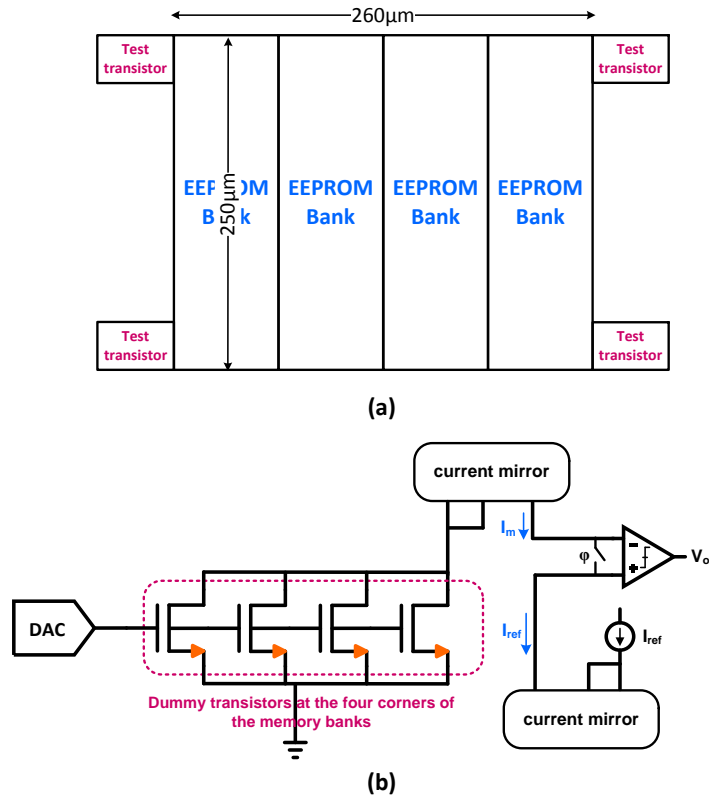 260µm
Test
transistor
Test
transistor
EEPROM
Bank
EEPROM
Bank
EEPROM
Bank
EEPROM
Bank
250µm
Test
transistor
Test
transistor
(a)
current mirror
Im
φ
Vo
DAC
Iref
Iref
Dummy transistors at the four corners of
the memory banks
current mirror
(b)